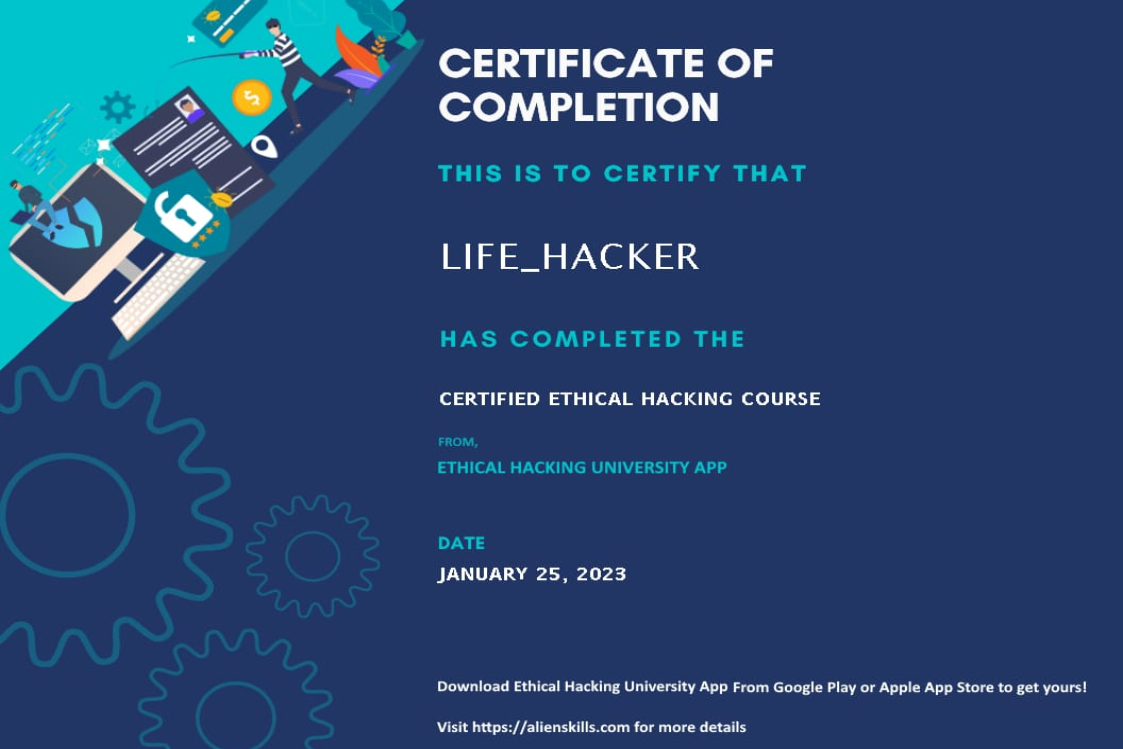 CERTIFICATE OF
COMPLETION
THIS IS TO CERTIFY THAT
LIFE_HACKER
HAS COMPLETED THE
CERTIFIED ETHICAL HACKING COURSE
FROM,
ETHICAL HACKING UNIVERSITY APP
DATE
JANUARY 25, 2023
Download Ethical Hacking University App From Google Play or Apple App Store to get yours!
Visit https://alienskills.com for more details